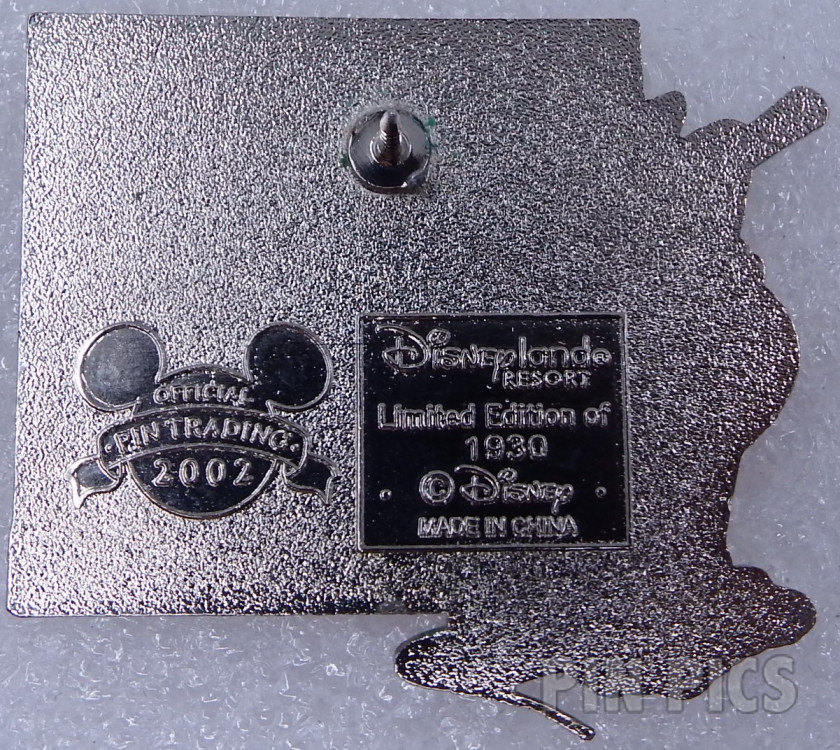 OFFICIAL
PIN TRADING
2002
Disneyland®
RESORT
Limited Edition of
1930
© Disney
MADE IN CHINA
PIN PICS